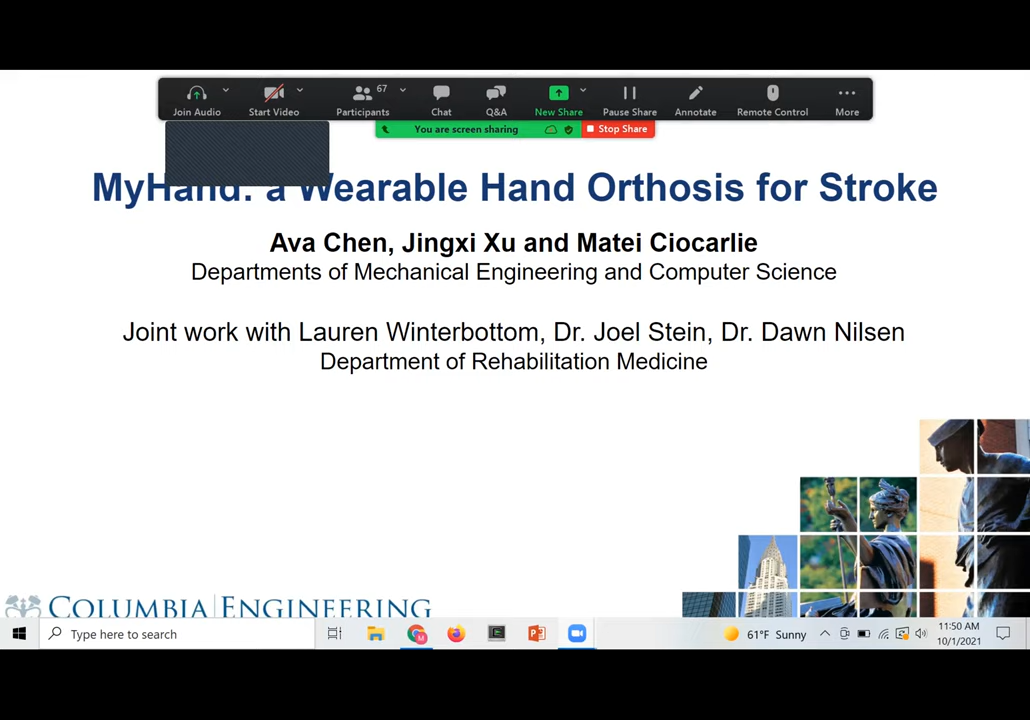 67
Join Audio Start Video Participants Chat Q&A New Share Pause Share Annotate Remote Control More
You are screen sharing Stop Share
MyHand: a Wearable Hand Orthosis for Stroke
Ava Chen, Jingxi Xu and Matei Ciocarlie
Departments of Mechanical Engineering and Computer Science
Joint work with Lauren Winterbottom, Dr. Joel Stein, Dr. Dawn Nilsen
Department of Rehabilitation Medicine
COLUMBIA ENGINEERING
Type here to search
61°F Sunny
11:50 AM
10/1/2021